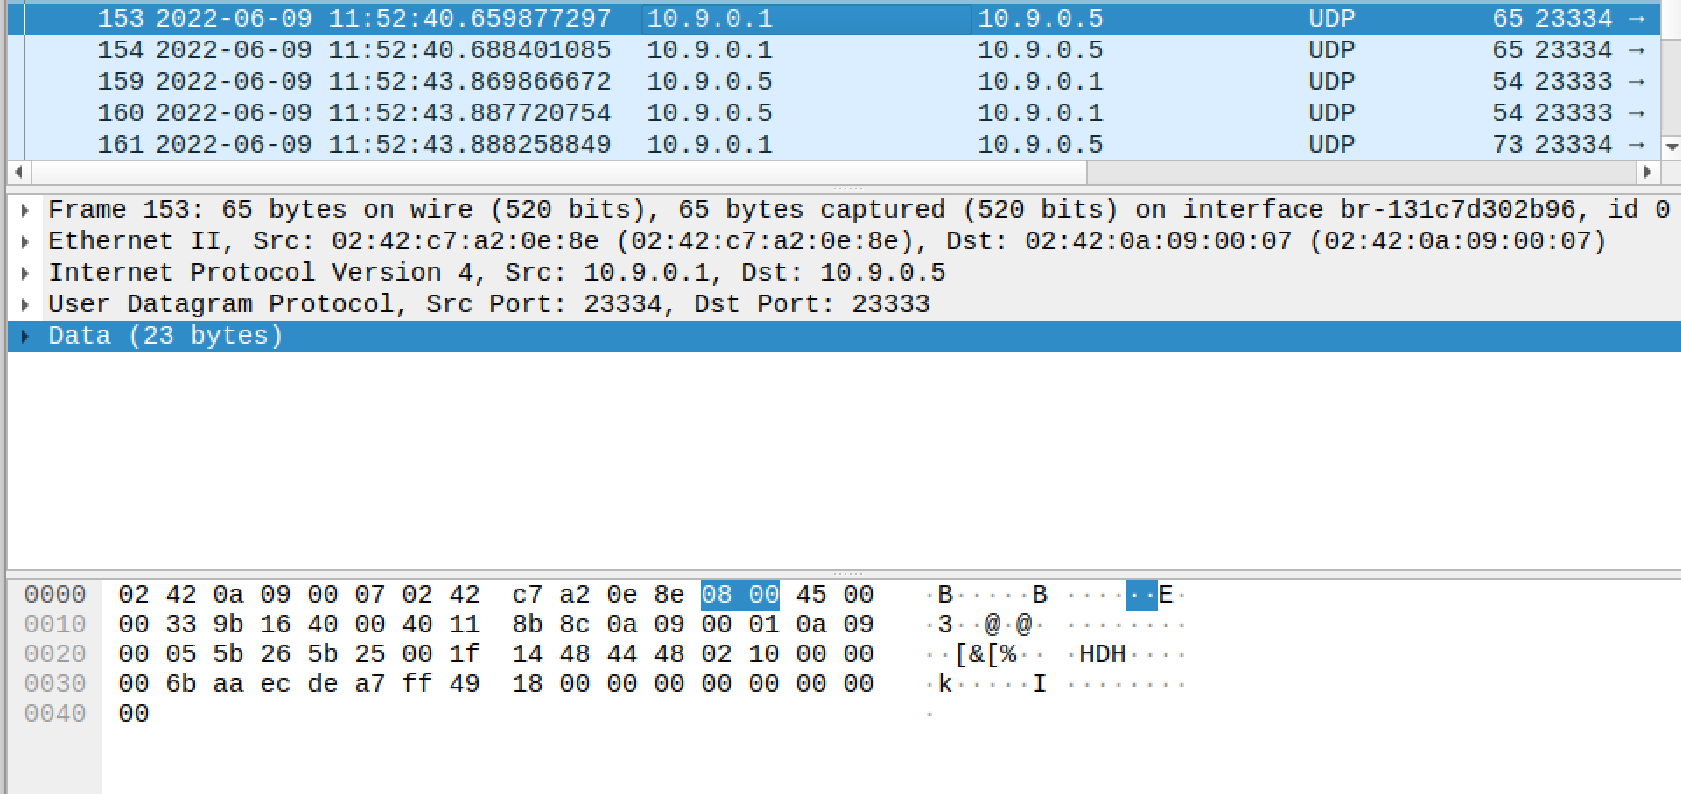 153 2022-06-09 11:52:40.659877297 10.9.0.1 10.9.0.5 UDP 65 23334 →
154 2022-06-09 11:52:40.688401085 10.9.0.1 10.9.0.5 UDP 65 23334 →
159 2022-06-09 11:52:43.869866672 10.9.0.5 10.9.0.1 UDP 54 23333 →
160 2022-06-09 11:52:43.887720754 10.9.0.5 10.9.0.1 UDP 54 23333 →
161 2022-06-09 11:52:43.888258849 10.9.0.1 10.9.0.5 UDP 73 23334 →
Frame 153: 65 bytes on wire (520 bits), 65 bytes captured (520 bits) on interface br-131c7d302b96, id 0
Ethernet II, Src: 02:42:c7:a2:0e:8e (02:42:c7:a2:0e:8e), Dst: 02:42:0a:09:00:07 (02:42:0a:09:00:07)
Internet Protocol Version 4, Src: 10.9.0.1, Dst: 10.9.0.5
User Datagram Protocol, Src Port: 23334, Dst Port: 23333
Data (23 bytes)
0000 02 42 0a 09 00 07 02 42 c7 a2 0e 8e 08 00 45 00 ·B·····B ······E·
0010 00 33 9b 16 40 00 40 11 8b 8c 0a 09 00 01 0a 09 ·3··@·@· ········
0020 00 05 5b 26 5b 25 00 1f 14 48 44 48 02 10 00 00 ··[&[%·· ·HDH····
0030 00 6b aa ec de a7 ff 49 18 00 00 00 00 00 00 00 ·k·····I ········
0040 00 ·